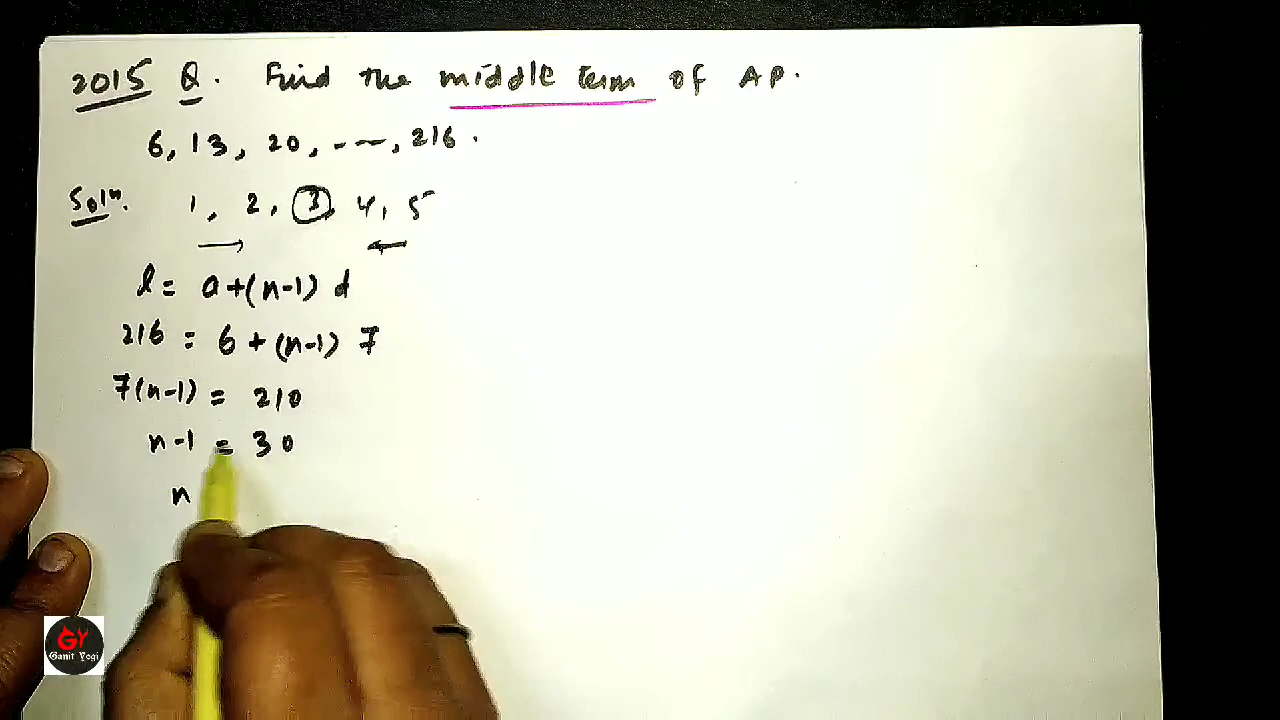 2015 Q. Find the middle term of AP.
6, 13, 20, ---, 216.
Solⁿ. 1, 2, 3, 4, 5
l = a+(n-1) d
216 = 6 + (n-1) 7
7(n-1) = 210
n-1 = 30
n
GY
Ganit Yogi